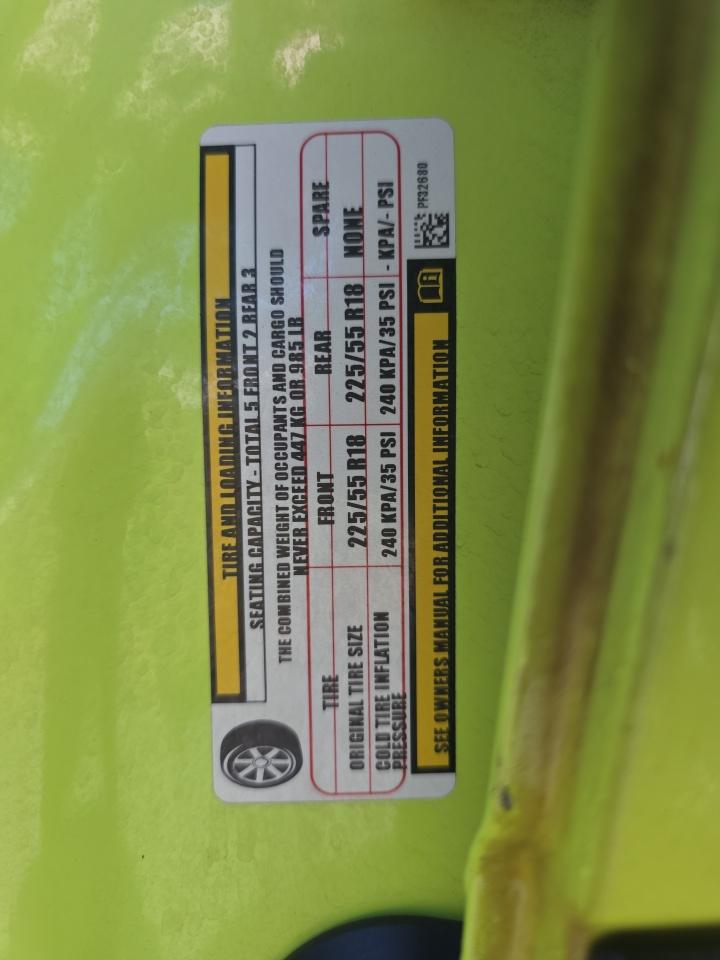 TIRE AND LOADING INFORMATION
SEATING CAPACITY - TOTAL 5 FRONT 2 REAR 3
THE COMBINED WEIGHT OF OCCUPANTS AND CARGO SHOULD
NEVER EXCEED 447 KG OR 985 LB
TIRE FRONT REAR SPARE
ORIGINAL TIRE SIZE 225/55 R18 225/55 R18 NONE
COLD TIRE INFLATION PRESSURE 240 KPA/35 PSI 240 KPA/35 PSI - KPA/- PSI
SEE OWNERS MANUAL FOR ADDITIONAL INFORMATION
PF32680